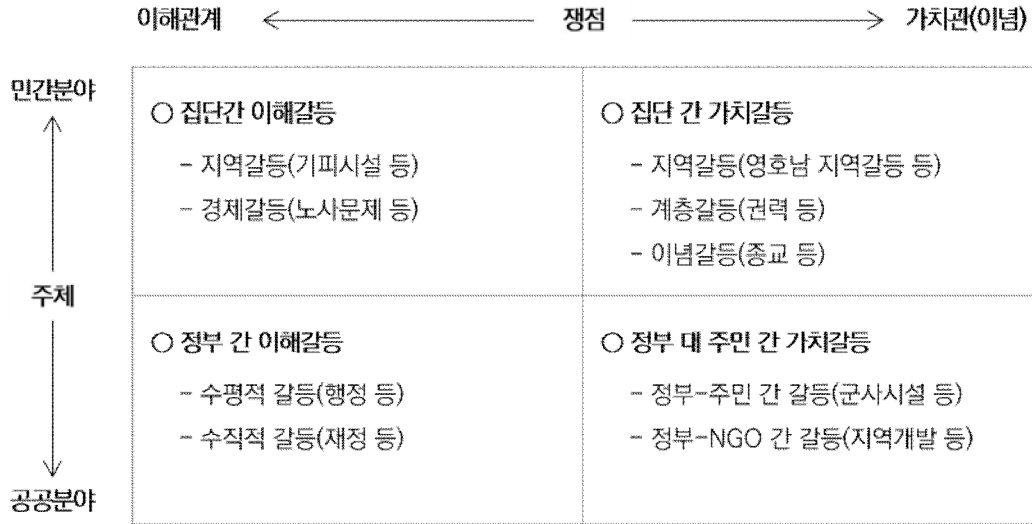 이해관계 쟁점 가치관(이념)
민간분야
○ 집단간 이해갈등
- 지역갈등(기피시설 등)
- 경제갈등(노사문제 등)
○ 집단 간 가치갈등
- 지역갈등(영호남 지역갈등 등)
- 계층갈등(권력 등)
- 이념갈등(종교 등)
주체
○ 정부 간 이해갈등
- 수평적 갈등(행정 등)
- 수직적 갈등(재정 등)
○ 정부 대 주민 간 가치갈등
- 정부-주민 간 갈등(군사시설 등)
- 정부-NGO 간 갈등(지역개발 등)
공공분야